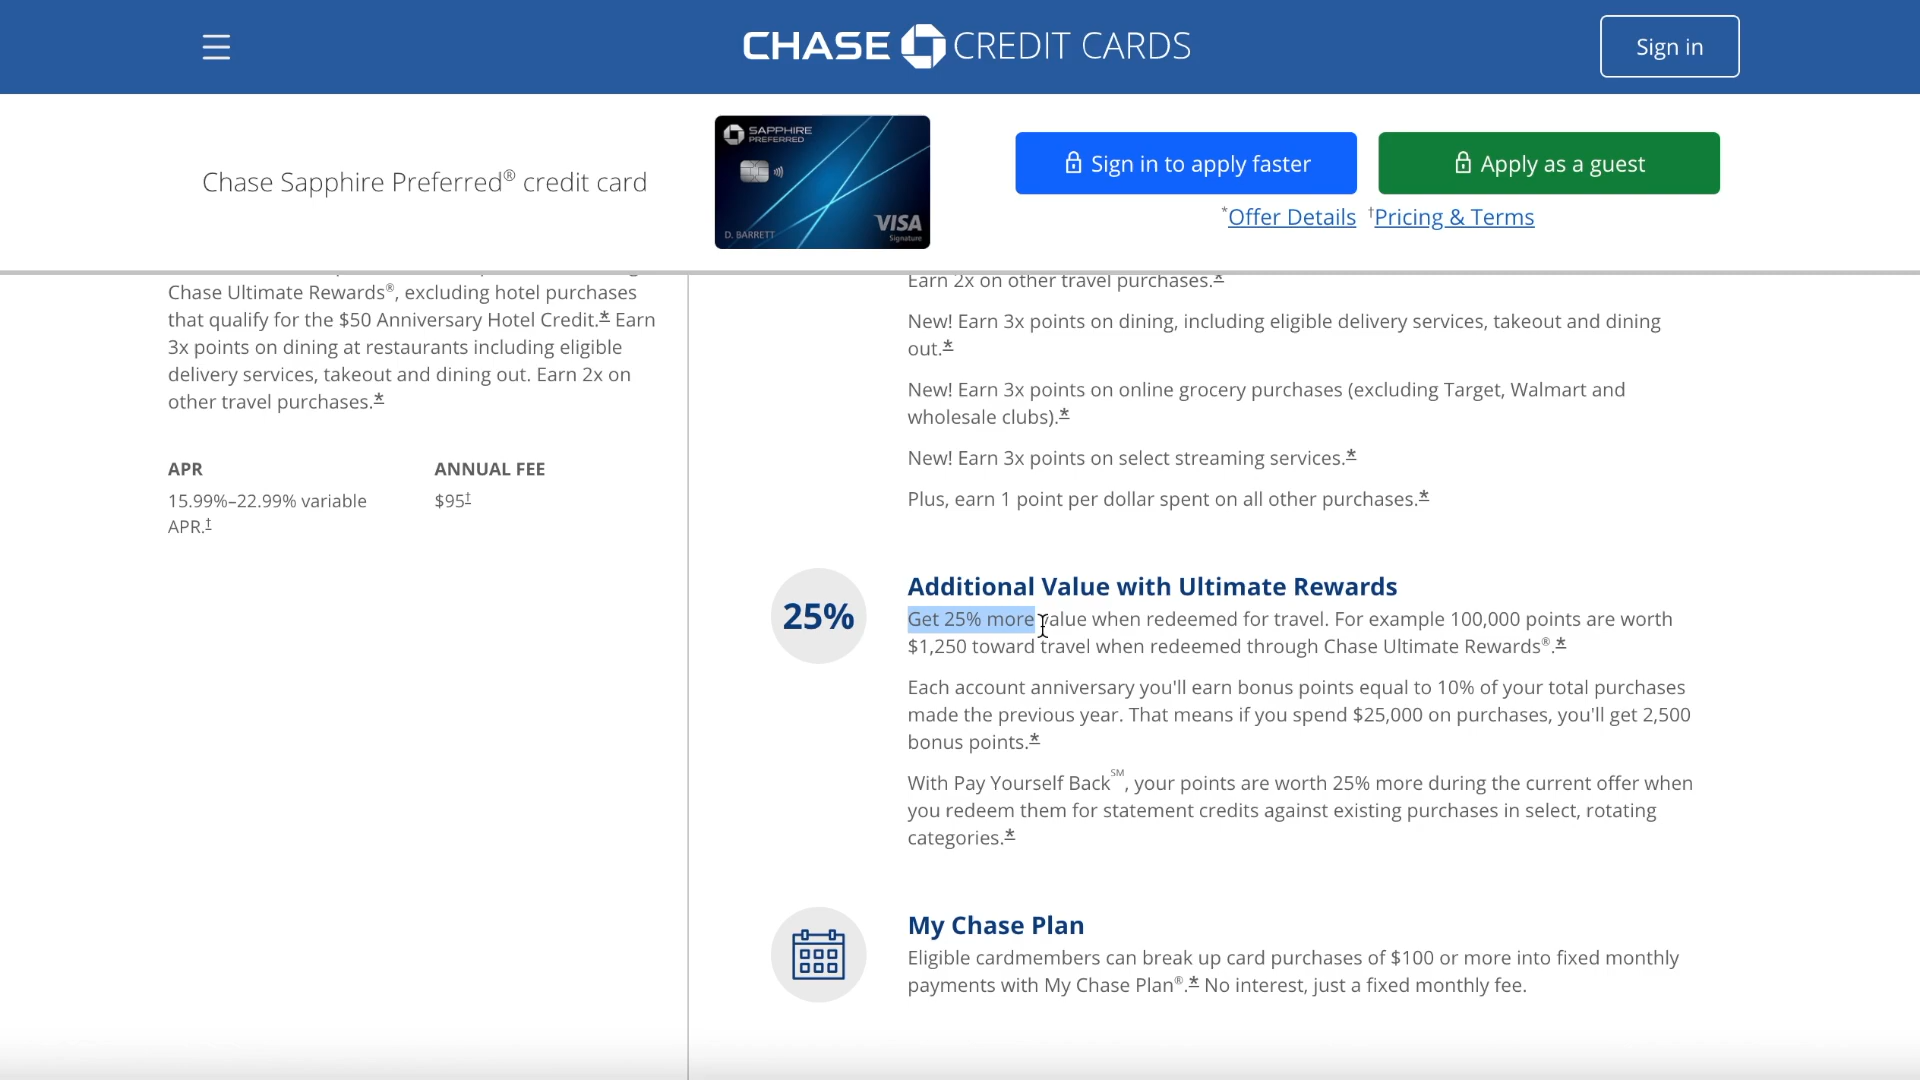 CHASE CREDIT CARDS
Sign in
Chase Sapphire Preferred® credit card
SAPPHIRE
PREFERRED
D. BARRETT
VISA
Signature
Sign in to apply faster
Apply as a guest
*Offer Details †Pricing & Terms
Chase Ultimate Rewards®, excluding hotel purchases
that qualify for the $50 Anniversary Hotel Credit.* Earn
3x points on dining at restaurants including eligible
delivery services, takeout and dining out. Earn 2x on
other travel purchases.*
APR
15.99%–22.99% variable
APR.†
ANNUAL FEE
$95†
Earn 2x on other travel purchases.*
New! Earn 3x points on dining, including eligible delivery services, takeout and dining
out.*
New! Earn 3x points on online grocery purchases (excluding Target, Walmart and
wholesale clubs).*
New! Earn 3x points on select streaming services.*
Plus, earn 1 point per dollar spent on all other purchases.*
25%
Additional Value with Ultimate Rewards
Get 25% more value when redeemed for travel. For example 100,000 points are worth
$1,250 toward travel when redeemed through Chase Ultimate Rewards®.*
Each account anniversary you'll earn bonus points equal to 10% of your total purchases
made the previous year. That means if you spend $25,000 on purchases, you'll get 2,500
bonus points.*
With Pay Yourself Back℠, your points are worth 25% more during the current offer when
you redeem them for statement credits against existing purchases in select, rotating
categories.*
My Chase Plan
Eligible cardmembers can break up card purchases of $100 or more into fixed monthly
payments with My Chase Plan®.* No interest, just a fixed monthly fee.